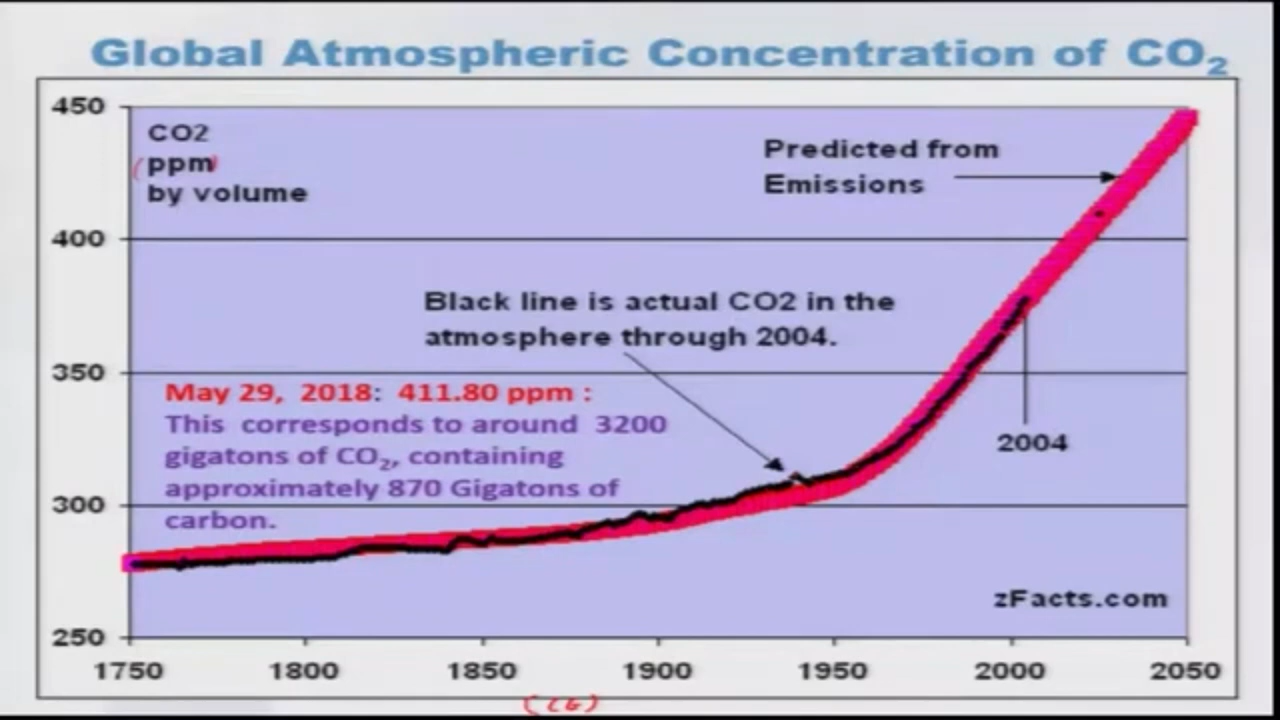 Global Atmospheric Concentration of CO₂
450
CO2
(ppm)
by volume
Predicted from
Emissions
400
Black line is actual CO2 in the
atmosphere through 2004.
350
May 29, 2018: 411.80 ppm :
This corresponds to around 3200
gigatons of CO₂, containing
approximately 870 Gigatons of
carbon.
2004
300
zFacts.com
250
1750 1800 1850 1900 1950 2000 2050